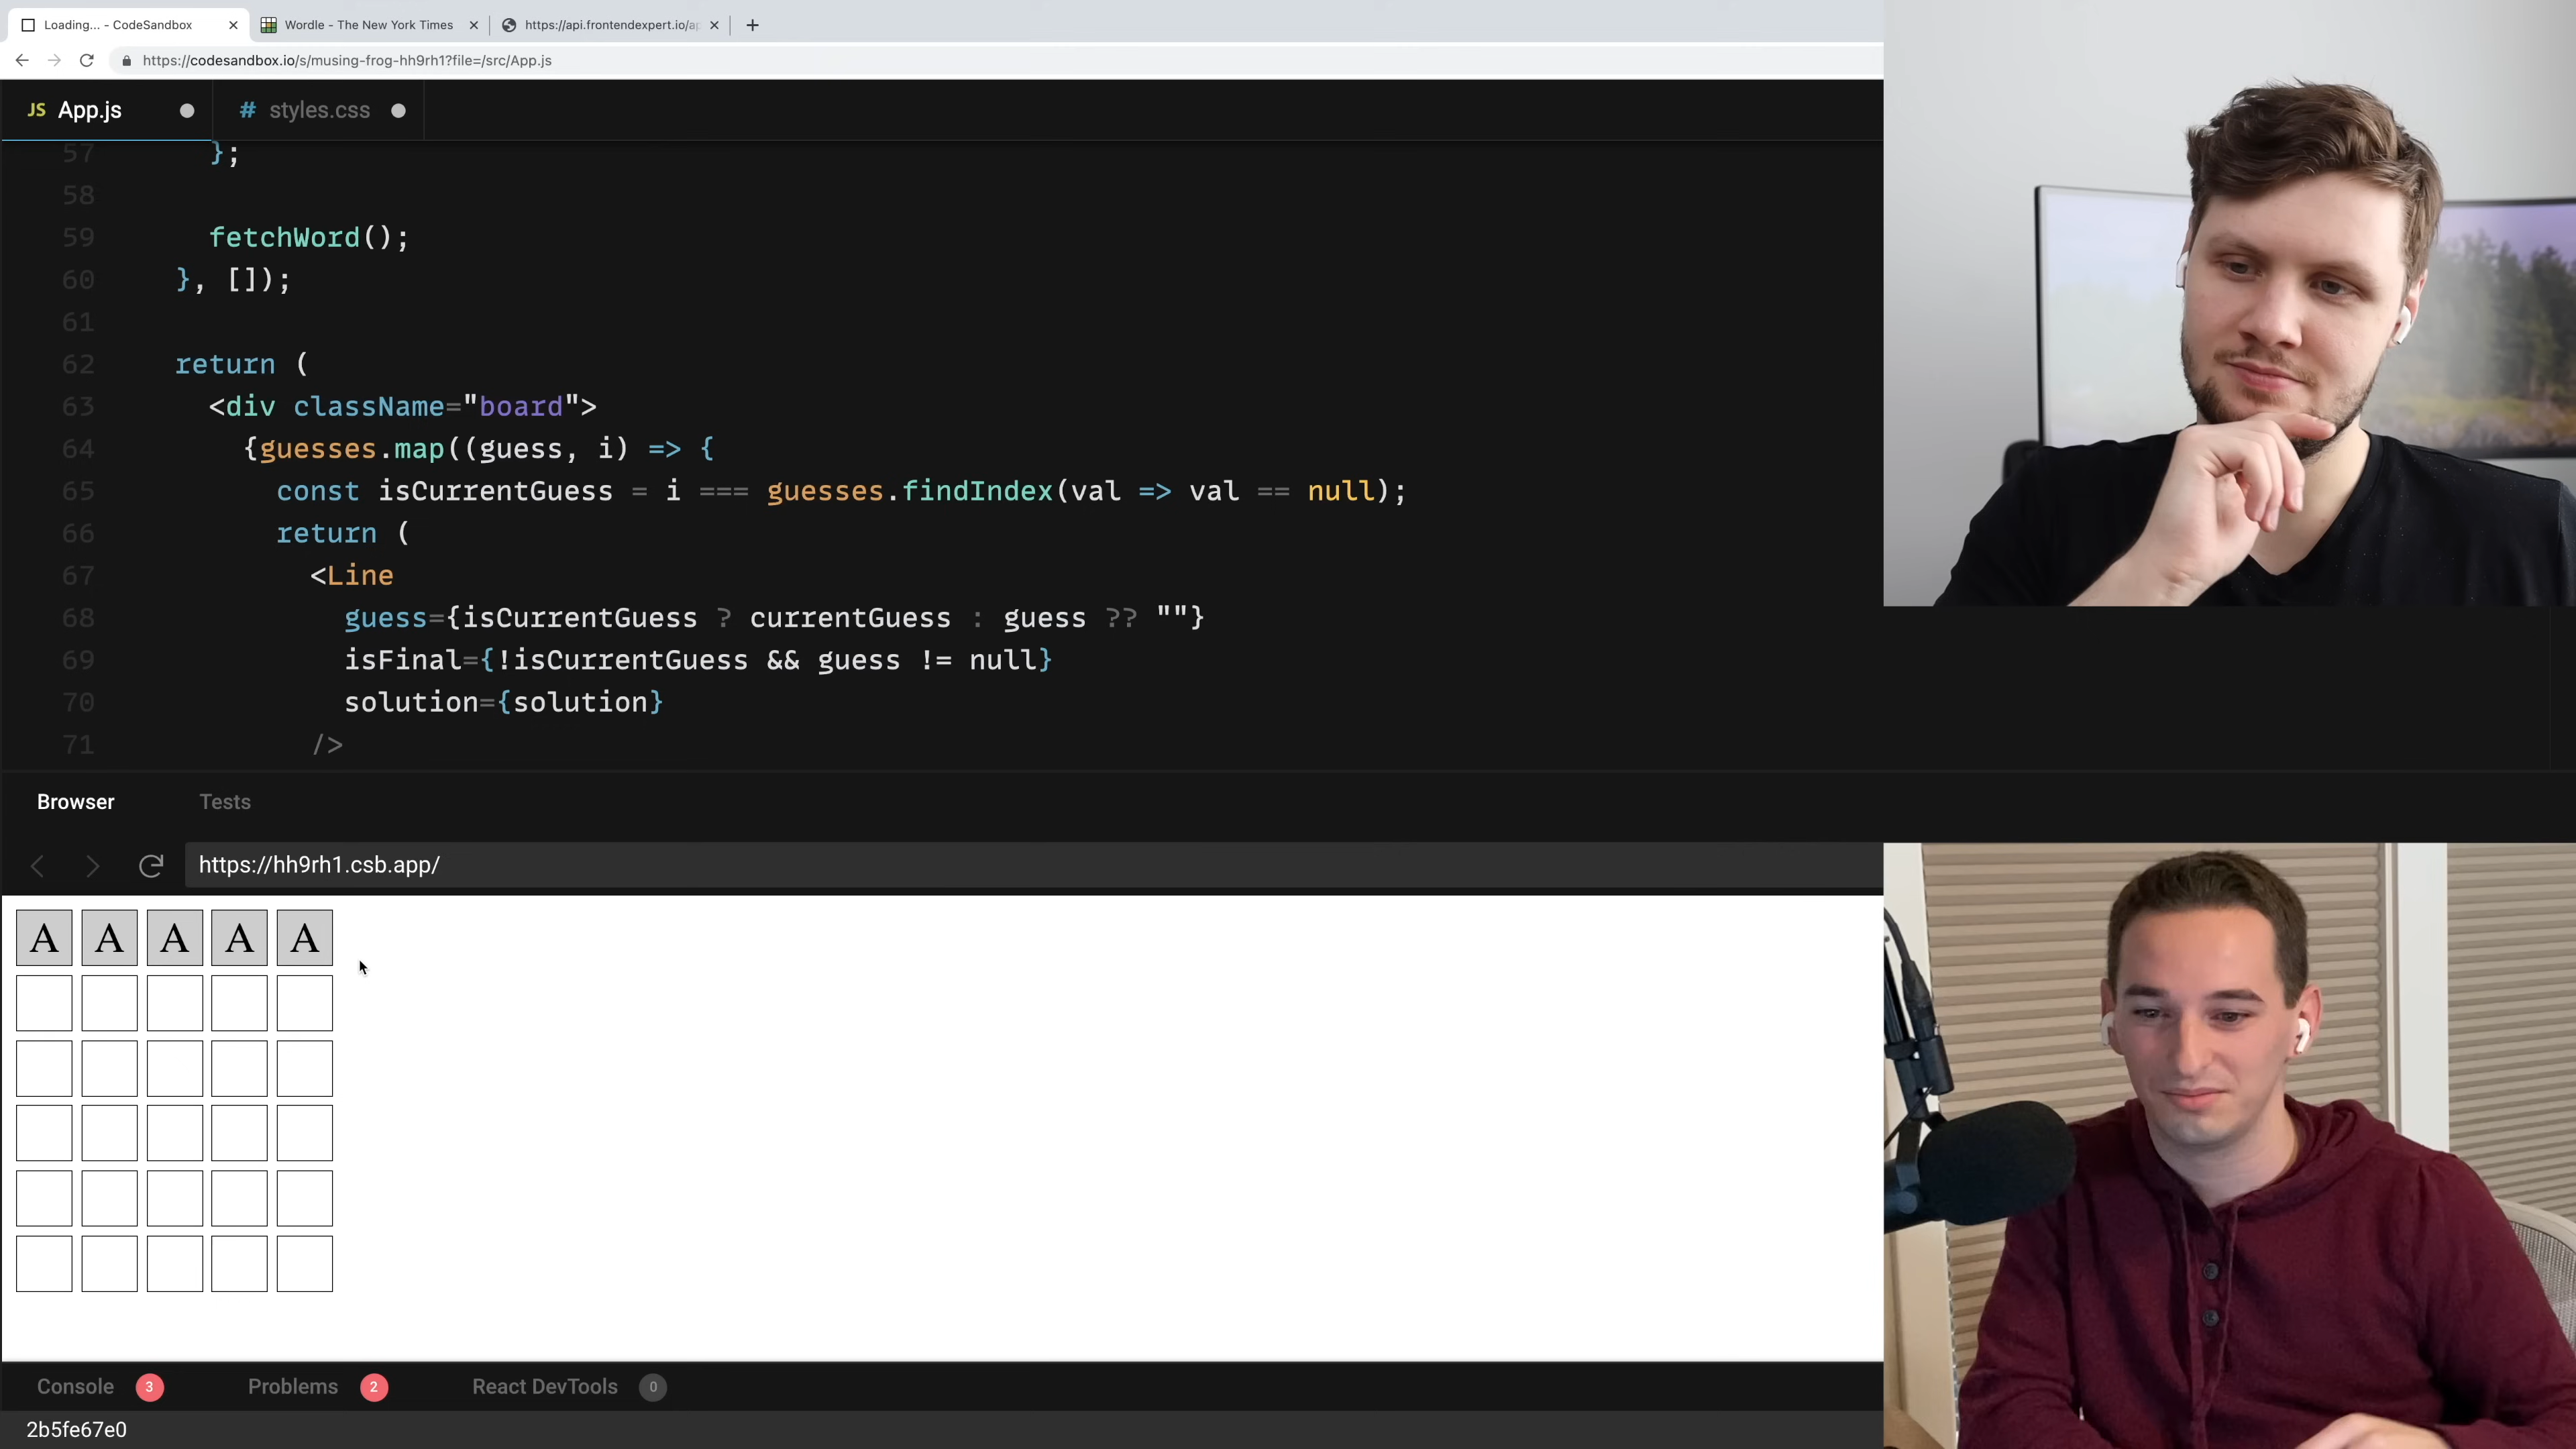 Loading... - CodeSandbox
Wordle - The New York Times
https://api.frontendexpert.io/ap
https://codesandbox.io/s/musing-frog-hh9rh1?file=/src/App.js
JS App.js
# styles.css
57 };
58
59 fetchWord();
60 }, []);
61
62 return (
63 <div className="board">
64 {guesses.map((guess, i) => {
65 const isCurrentGuess = i === guesses.findIndex(val => val == null);
66 return (
67 <Line
68 guess={isCurrentGuess ? currentGuess : guess ?? ""}
69 isFinal={!isCurrentGuess && guess != null}
70 solution={solution}
71 />
Browser Tests
https://hh9rh1.csb.app/
A A A A A
Console 3 Problems 2 React DevTools 0
2b5fe67e0